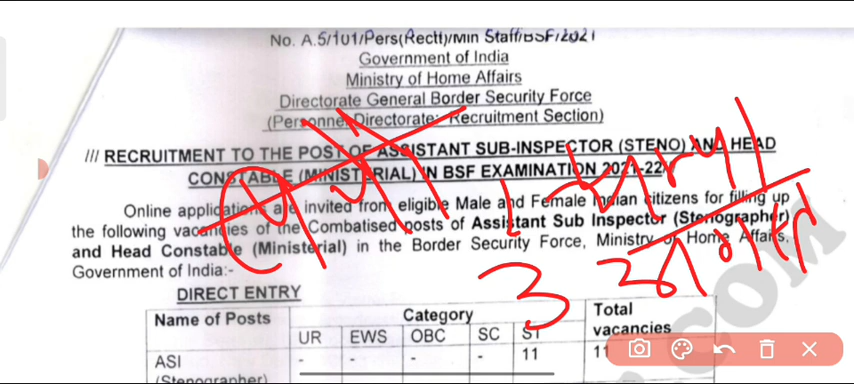 No. A.5/101/Pers(Rectt)/Min Staff/BSF/2021
Government of India
Ministry of Home Affairs
Directorate General Border Security Force
(Personnel Directorate: Recruitment Section)
/// RECRUITMENT TO THE POST OF ASSISTANT SUB-INSPECTOR (STENO) AND HEAD
CONSTABLE (MINISTERIAL) IN BSF EXAMINATION 2021-22
Online applications are invited from eligible Male and Female Indian citizens for filling up
the following vacancies of the Combatised posts of Assistant Sub Inspector (Stenographer)
and Head Constable (Ministerial) in the Border Security Force, Ministry of Home Affairs,
Government of India:-
DIRECT ENTRY
Name of Posts Category Total vacancies
UR EWS OBC SC ST
ASI - - - - 11 11
(Stenographer)
3
COM